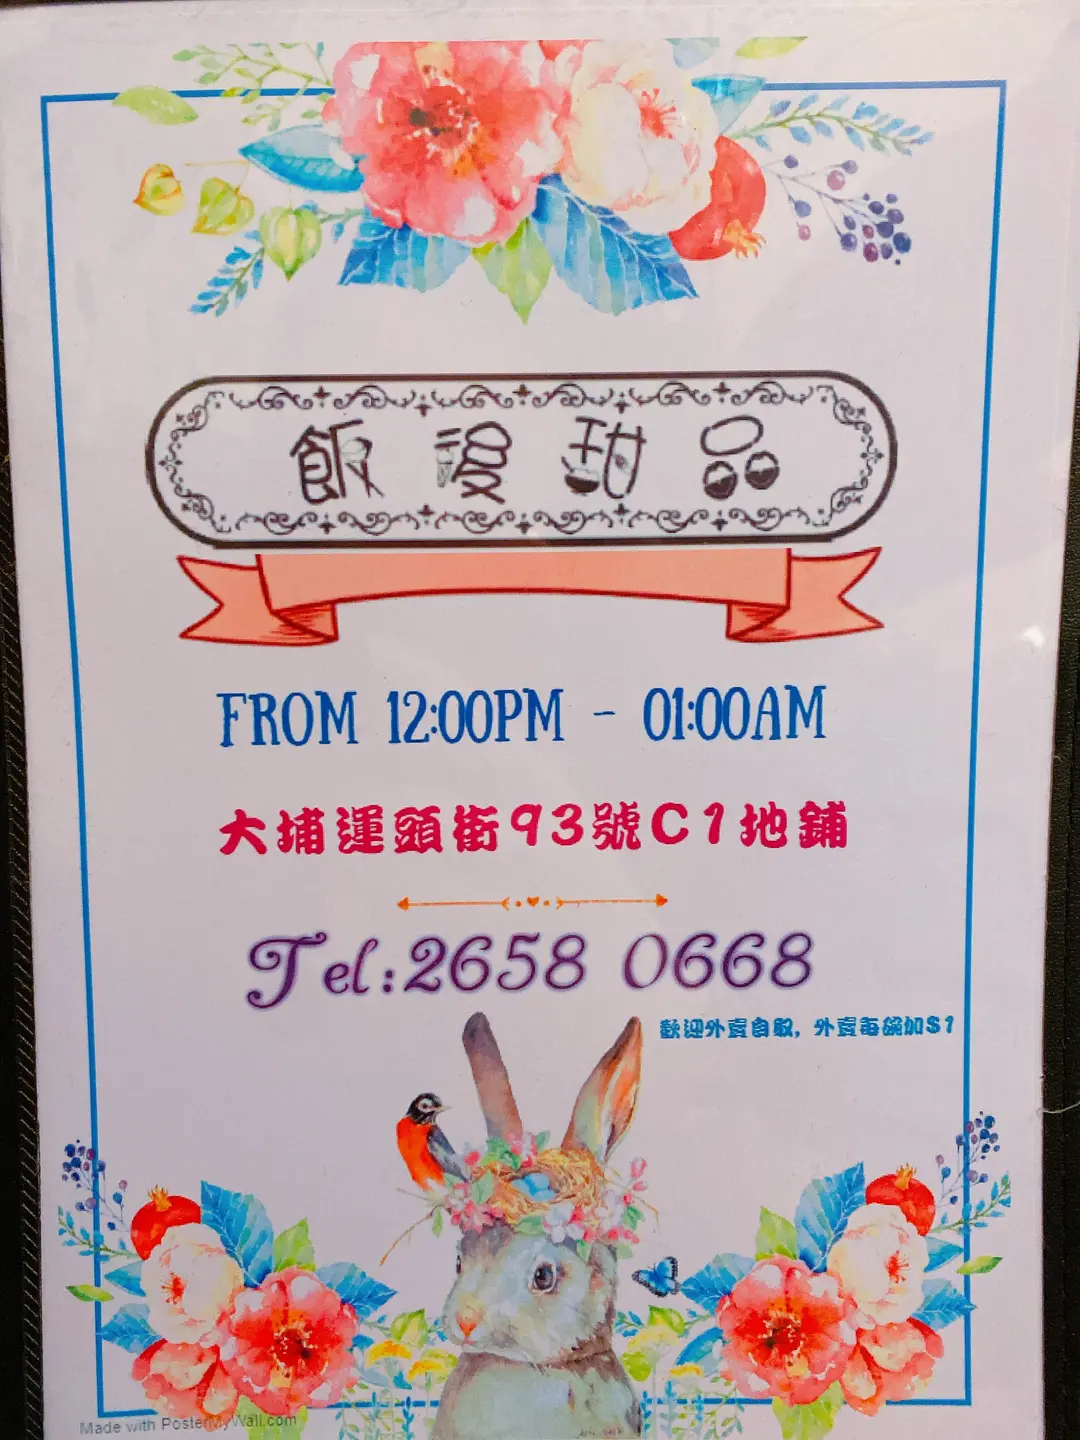 飯後甜品
FROM 12:00PM - 01:00AM
大埔運頭街93號C1地鋪
Tel:2658 0668
歡迎外賣自取, 外賣每碗加$1
Made with PosterMyWall.com